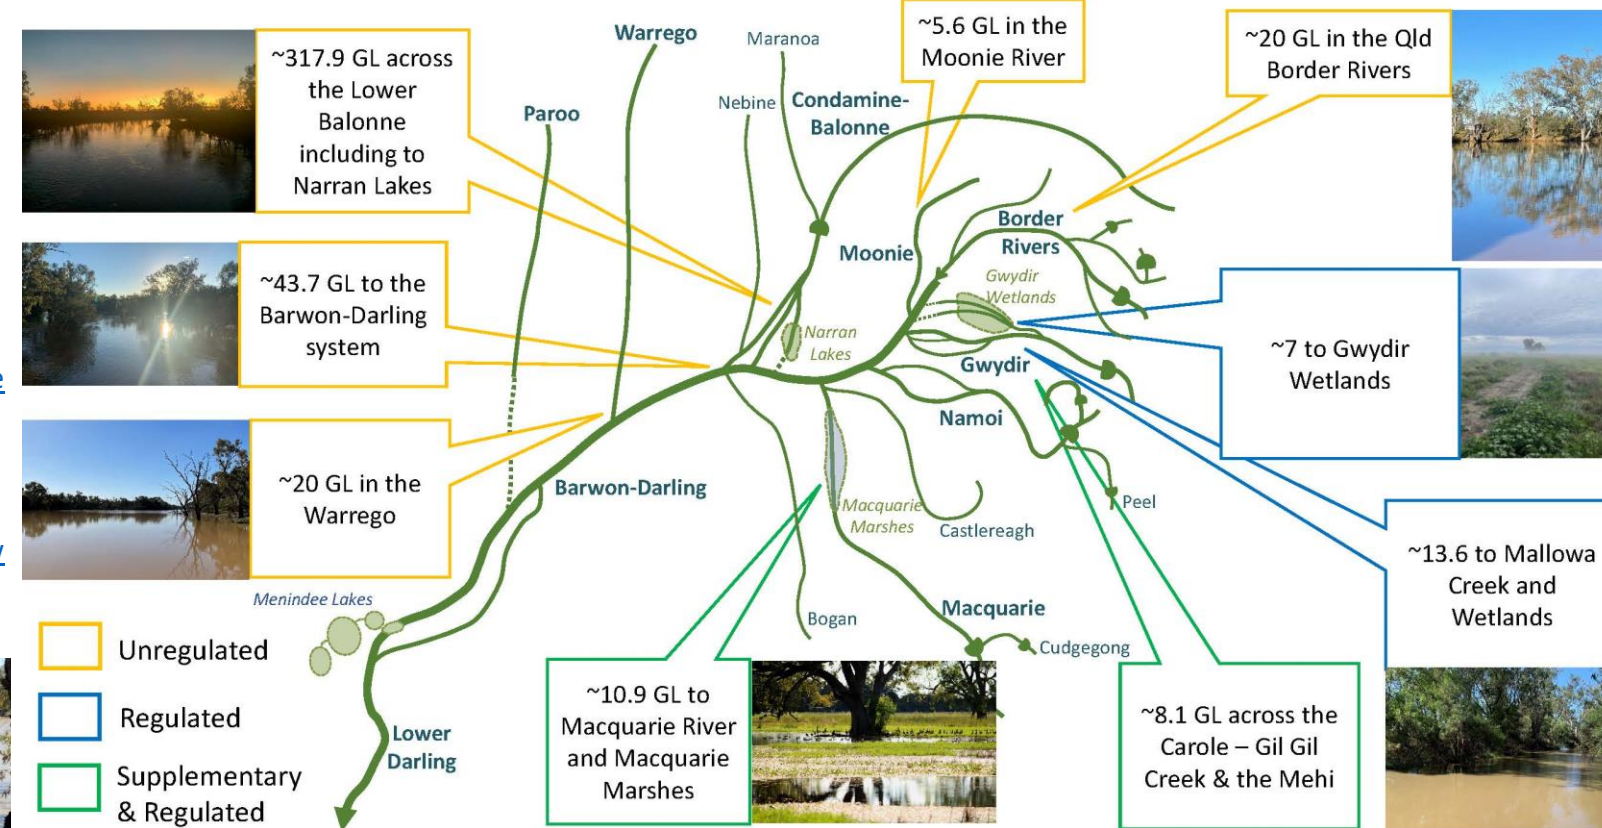 ~317.9 GL across
the Lower
Balonne
including to
Narran Lakes
~43.7 GL to the
Barwon-Darling
system
~20 GL in the
Warrego
Unregulated
Regulated
Supplementary
& Regulated
Menindee Lakes
Lower
Darling
Barwon-Darling
Paroo
Warrego
Nebine
Maranoa
Condamine-
Balonne
~5.6 GL in the
Moonie River
~20 GL in the Qld
Border Rivers
Moonie
Border
Rivers
Gwydir
Wetlands
Narran
Lakes
Gwydir
Namoi
Peel
Castlereagh
Macquarie
Marshes
Bogan
Macquarie
Cudgegong
~7 to Gwydir
Wetlands
~13.6 to Mallowa
Creek and
Wetlands
~10.9 GL to
Macquarie River
and Macquarie
Marshes
~8.1 GL across the
Carole – Gil Gil
Creek & the Mehi